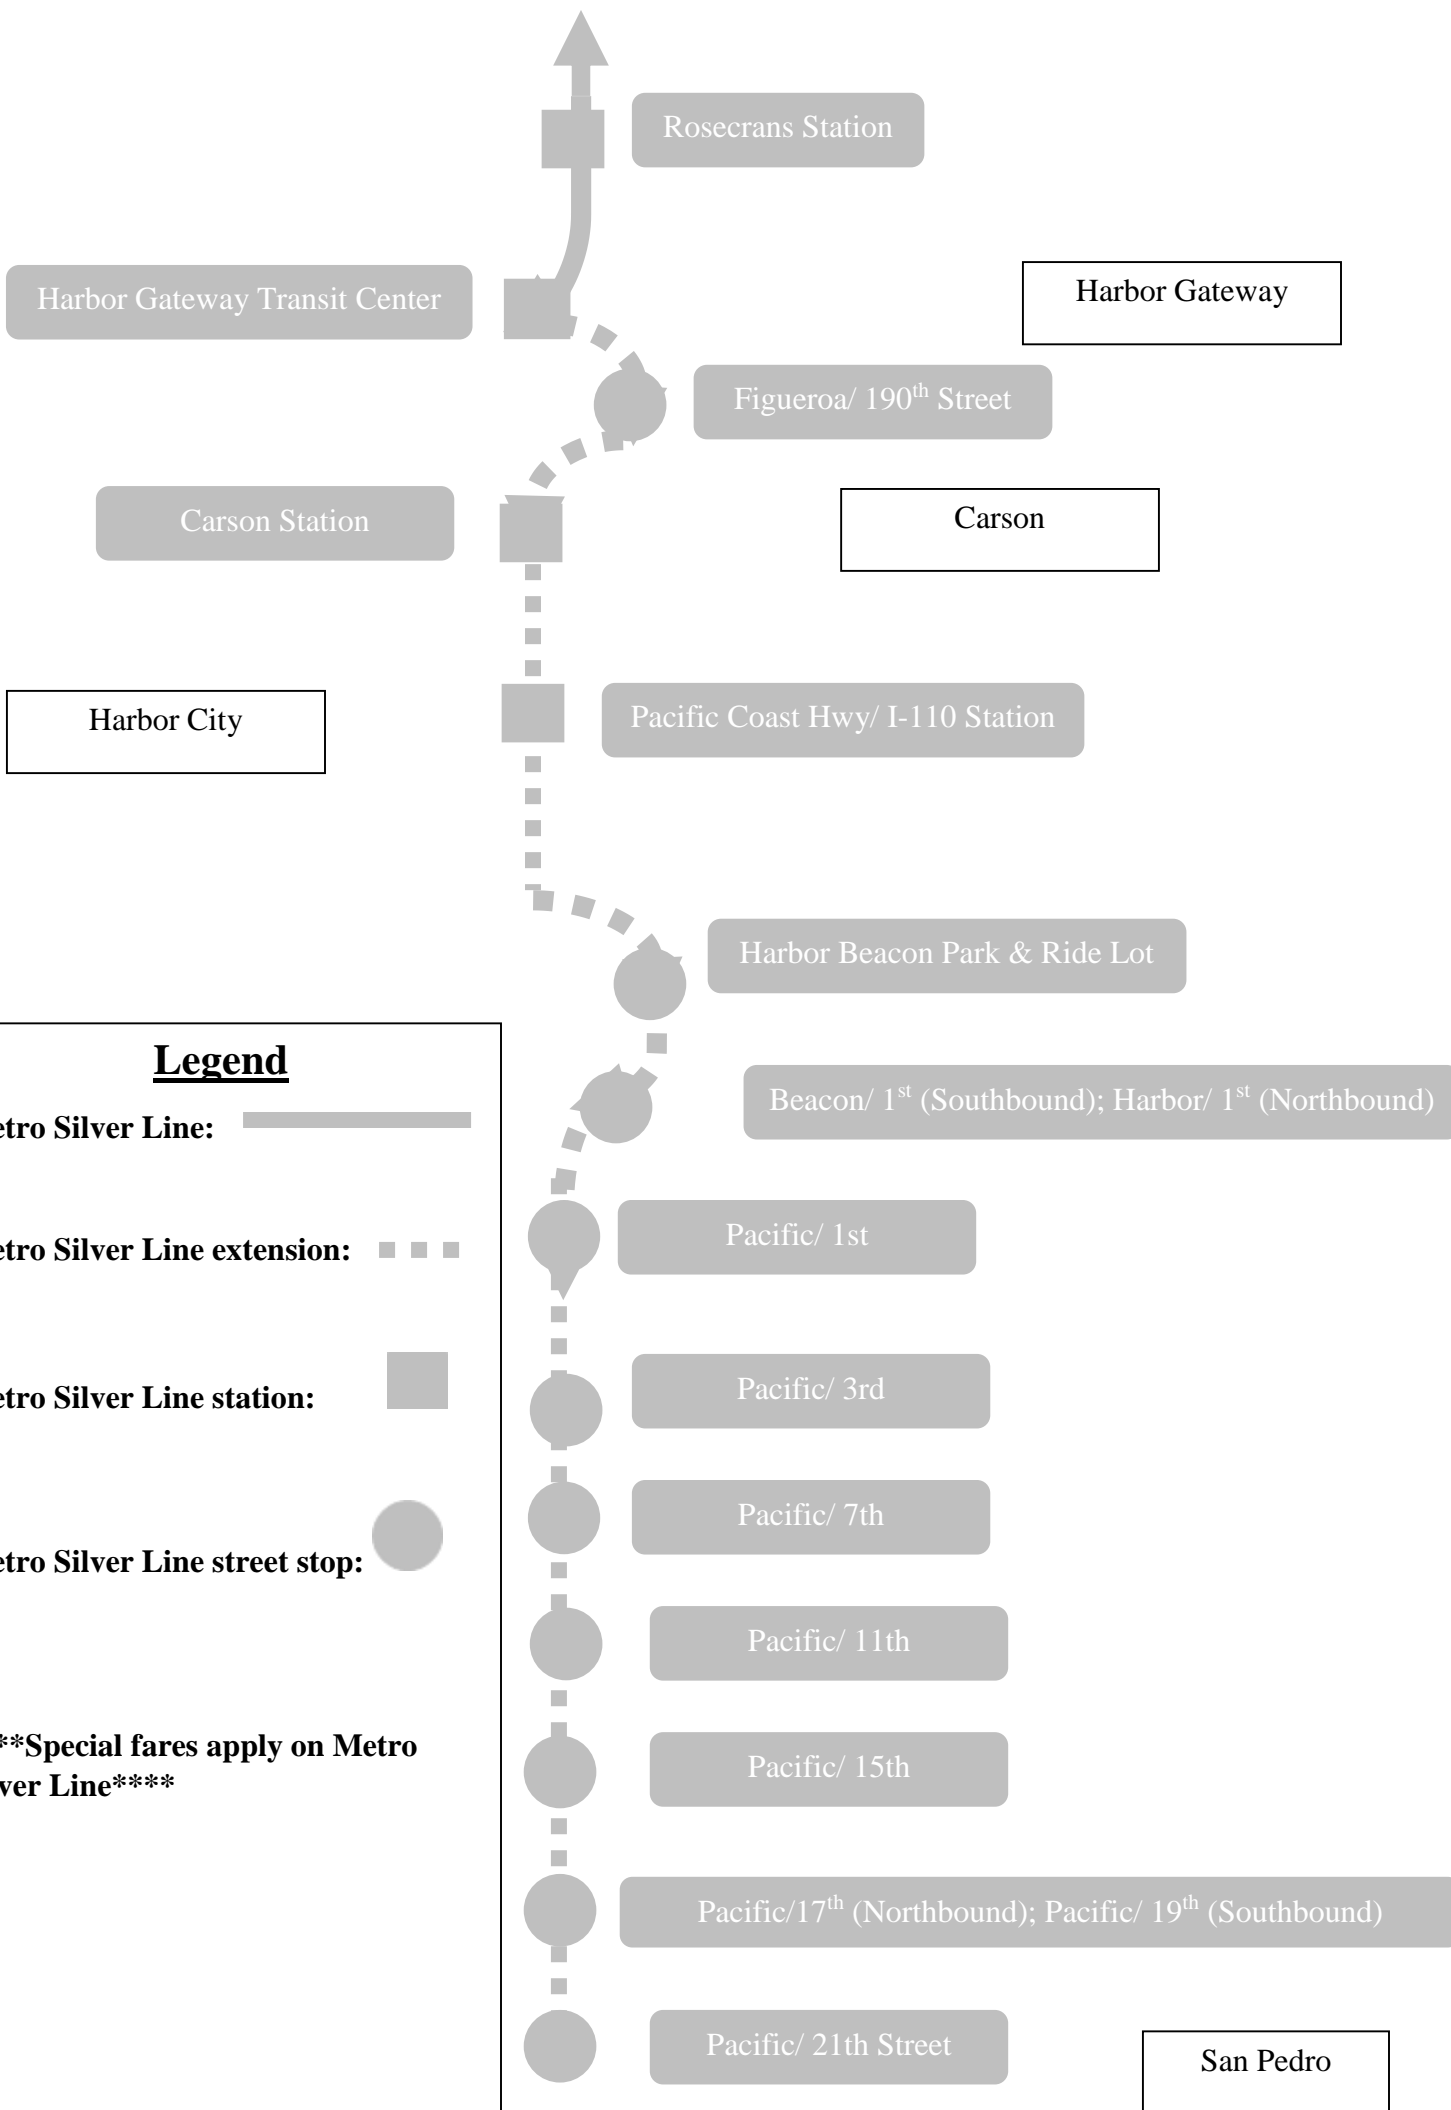 Rosecrans Station
Harbor Gateway Transit Center
Harbor Gateway
Figueroa/ 190th Street
Carson Station
Carson
Harbor City
Pacific Coast Hwy/ I-110 Station
Harbor Beacon Park & Ride Lot
Legend
etro Silver Line:
etro Silver Line extension:
etro Silver Line station:
etro Silver Line street stop:
**Special fares apply on Metro
ver Line****
Beacon/ 1st (Southbound); Harbor/ 1st (Northbound)
Pacific/ 1st
Pacific/ 3rd
Pacific/ 7th
Pacific/ 11th
Pacific/ 15th
Pacific/17th (Northbound); Pacific/ 19th (Southbound)
Pacific/ 21th Street
San Pedro